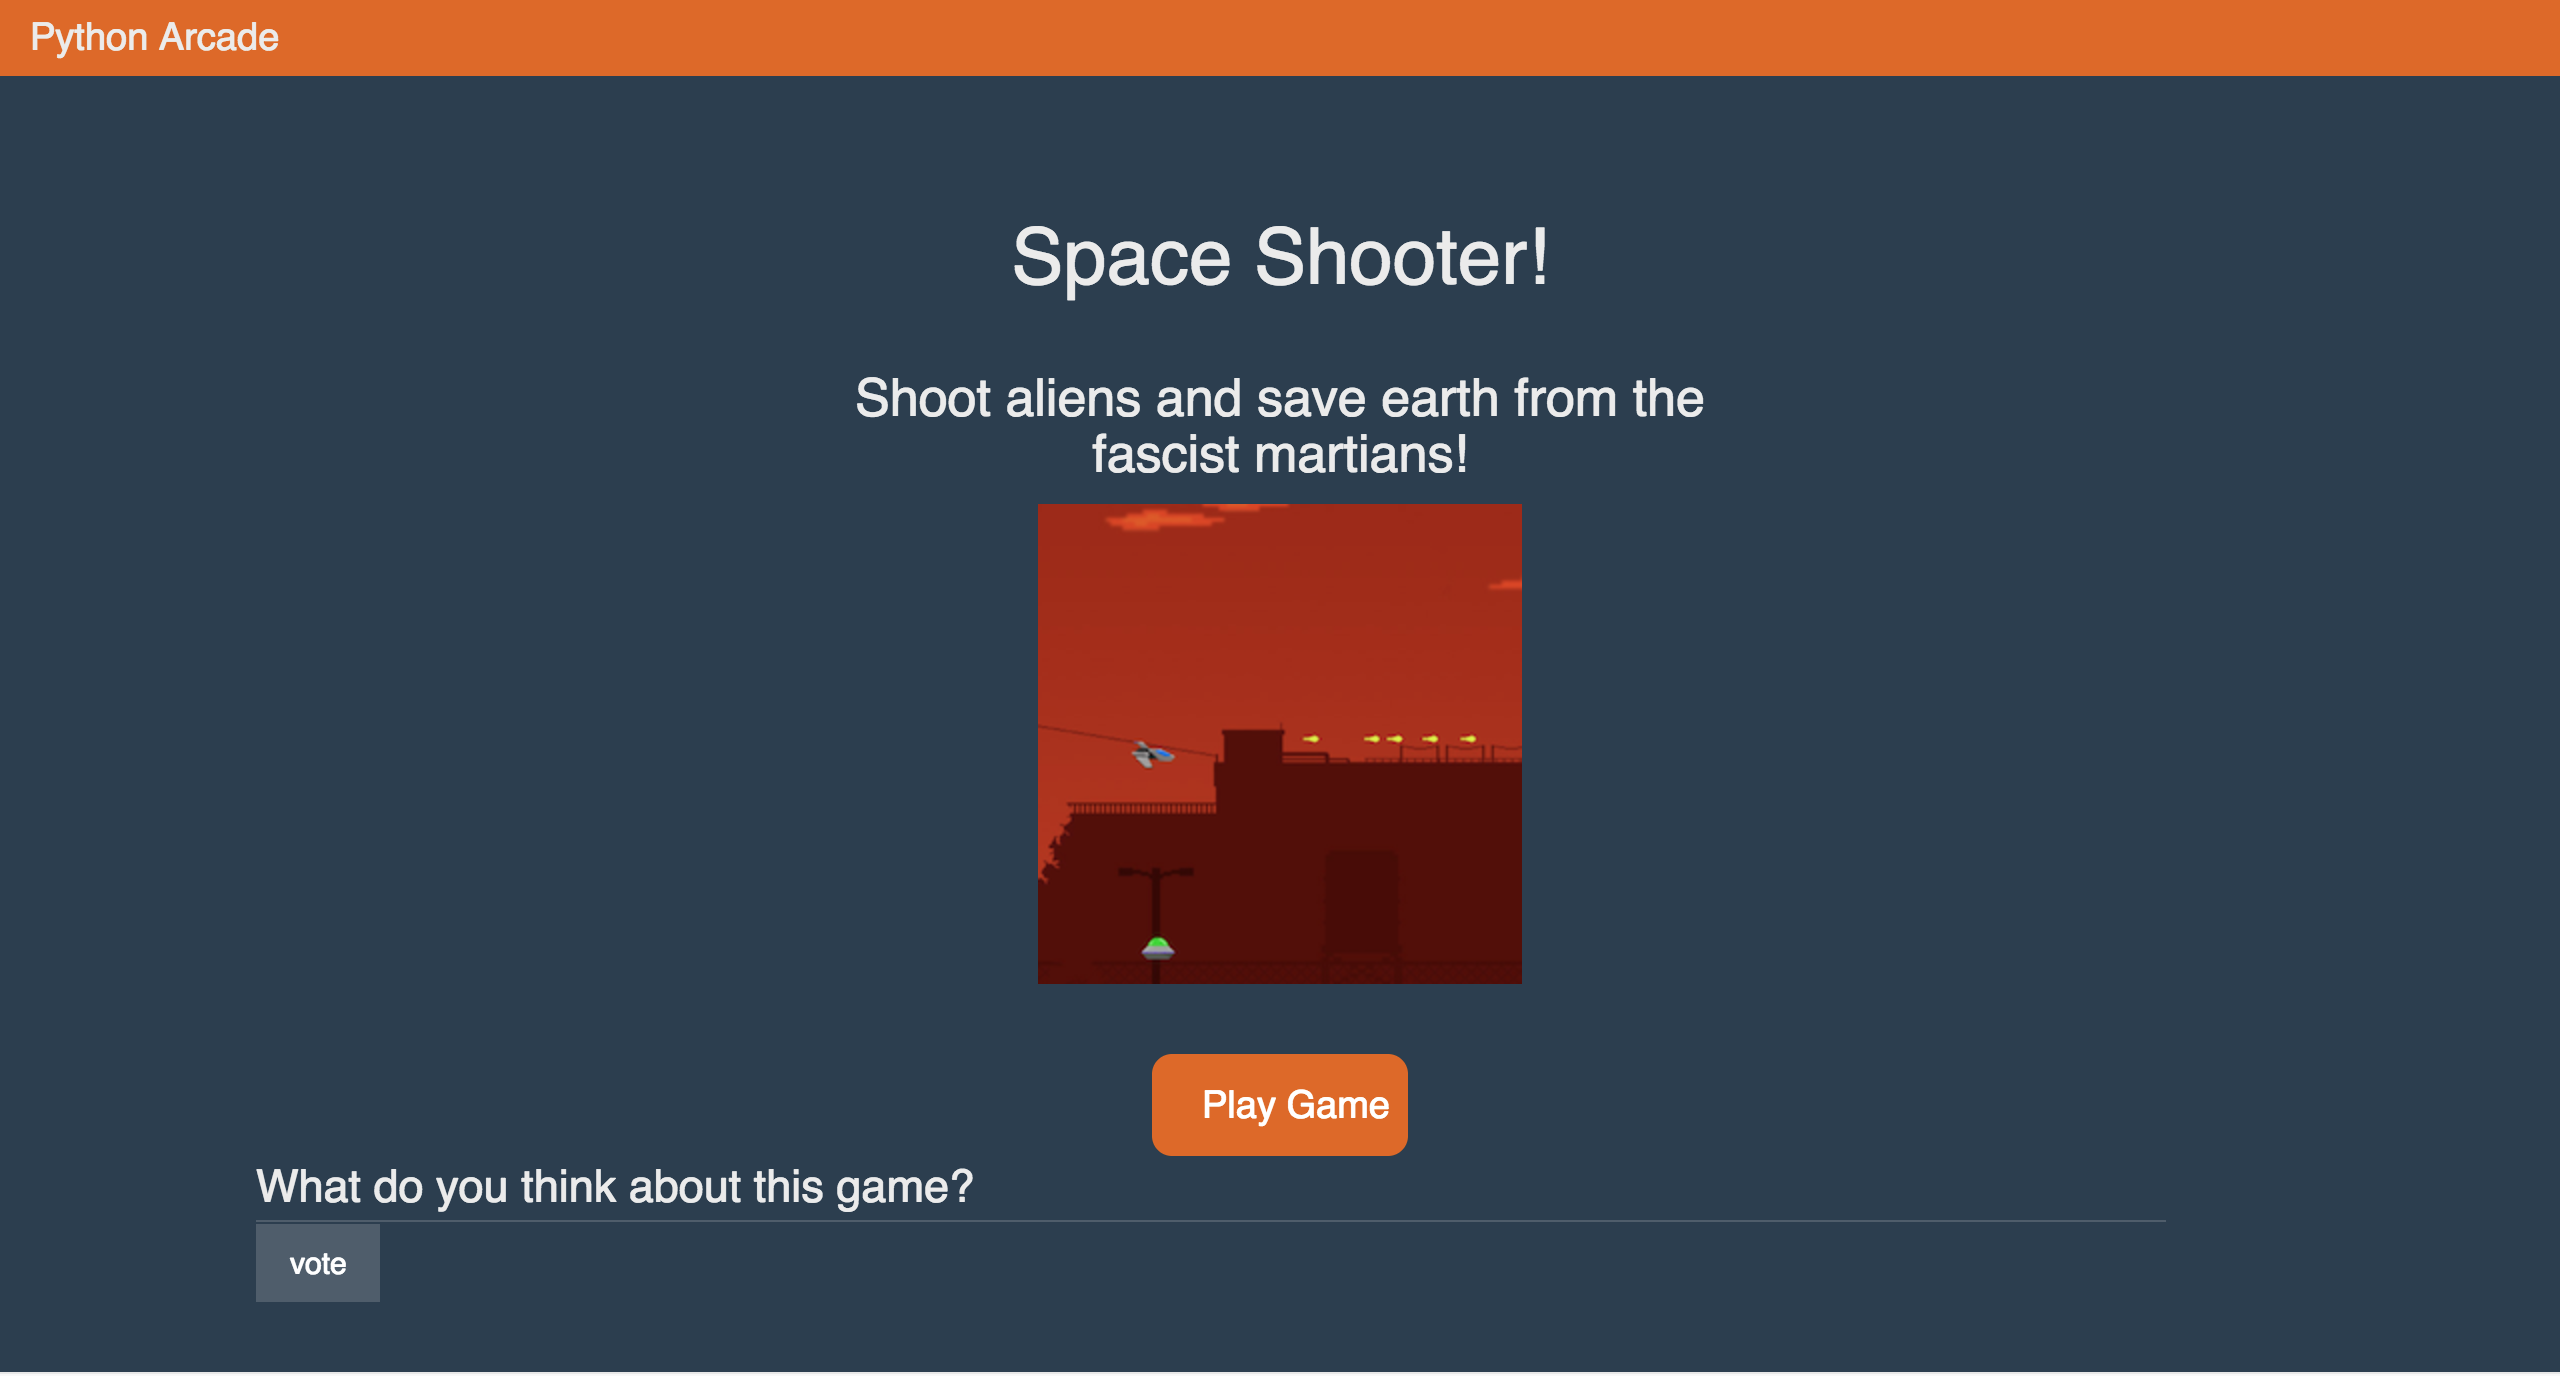 Python Arcade
Space Shooter!
Shoot aliens and save earth from the
fascist martians!
Play Game
What do you think about this game?
vote